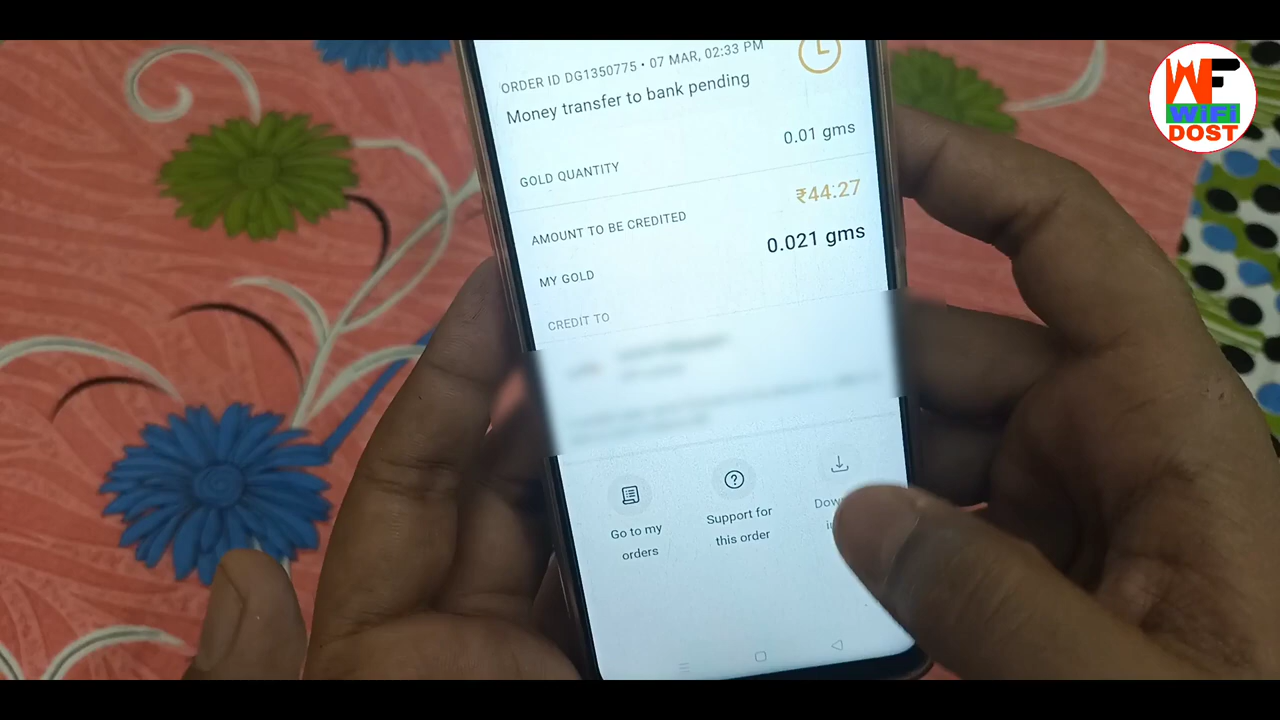 WF
WiFi
DOST
ORDER ID DG1350775 • 07 MAR, 02:33 PM
Money transfer to bank pending
GOLD QUANTITY 0.01 gms
AMOUNT TO BE CREDITED ₹44.27
MY GOLD 0.021 gms
CREDIT TO
Go to my
orders
Support for
this order